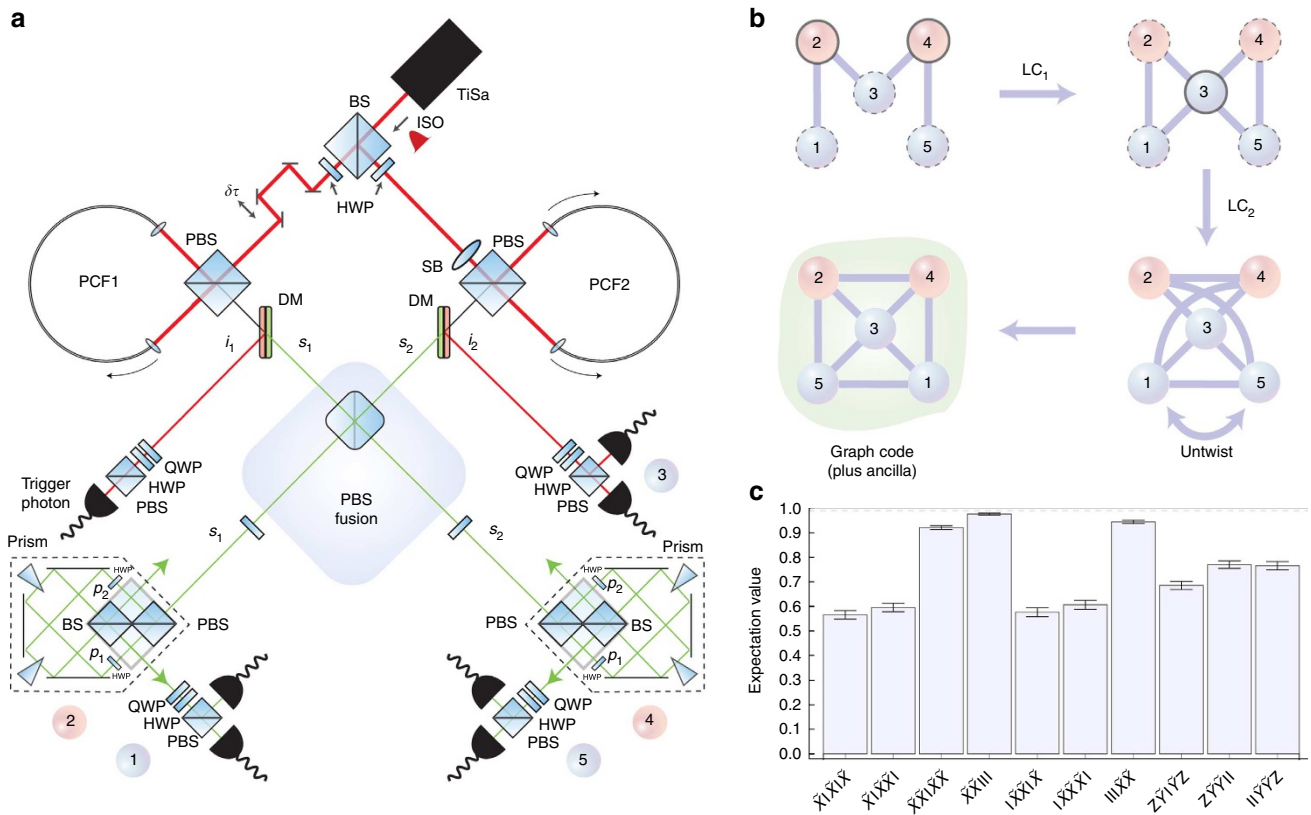 a
TiSa
BS
ISO
HWP
δτ
PBS
PCF1
SB
PBS
PCF2
DM
DM
i1
s1
s2
i2
Trigger
photon
QWP
HWP
PBS
PBS
fusion
QWP
HWP
PBS
3
s1
s2
Prism
HWP
p2
BS
PBS
p1
HWP
QWP
HWP
PBS
2
1
Prism
HWP
p2
PBS
BS
p1
HWP
QWP
HWP
PBS
4
5
b
2
4
3
1
5
LC1
2
4
3
1
5
LC2
2
4
3
1
5
Untwist
2
4
3
5
1
Graph code
(plus ancilla)
c
Expectation value
1.0
0.9
0.8
0.7
0.6
0.5
0.4
0.3
0.2
0.1
0.0
X̃IX̃IX̃
X̃IX̃X̃I
X̃X̃IX̃X̃
X̃X̃III
IX̃X̃IX̃
IX̃X̃X̃I
IIIX̃X̃
ZỸIỸZ
ZỸỸII
IIỸỸZ